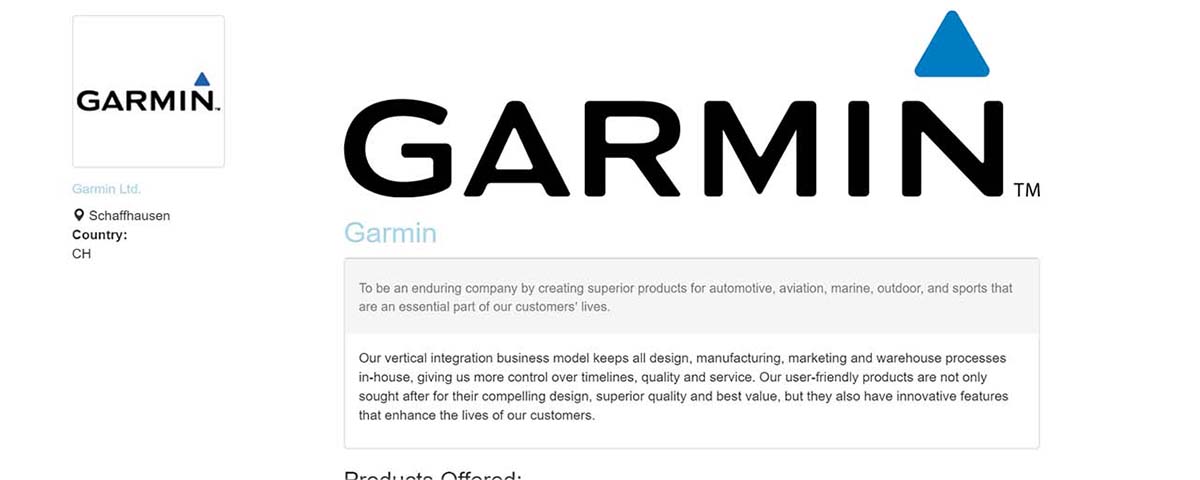 GARMIN™
Garmin Ltd.
Schaffhausen
Country:
CH
GARMIN™
Garmin
To be an enduring company by creating superior products for automotive, aviation, marine, outdoor, and sports that
are an essential part of our customers' lives.
Our vertical integration business model keeps all design, manufacturing, marketing and warehouse processes
in-house, giving us more control over timelines, quality and service. Our user-friendly products are not only
sought after for their compelling design, superior quality and best value, but they also have innovative features
that enhance the lives of our customers.
Products Offered: